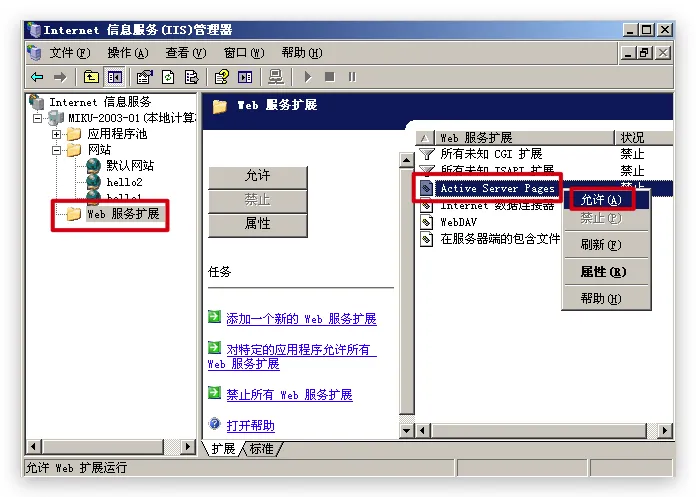 Internet 信息服务(IIS)管理器
文件(F) 操作(A) 查看(V) 窗口(W) 帮助(H)
Internet 信息服务
MIKU-2003-01(本地计算
应用程序池
网站
默认网站
hello2
hello1
Web 服务扩展
Web 服务扩展
允许
禁止
属性
任务
添加一个新的 Web 服务扩展
对特定的应用程序允许所有
Web 服务扩展
禁止所有 Web 服务扩展
打开帮助
Web 服务扩展 状况
所有未知 CGI 扩展 禁止
所有未知 ISAPI 扩展 禁止
Active Server Pages 禁止
Internet 数据连接器
WebDAV
在服务器端的包含文件
允许(A)
禁止(P)
刷新(F)
属性(R)
帮助(H)
扩展 标准
允许 Web 扩展运行